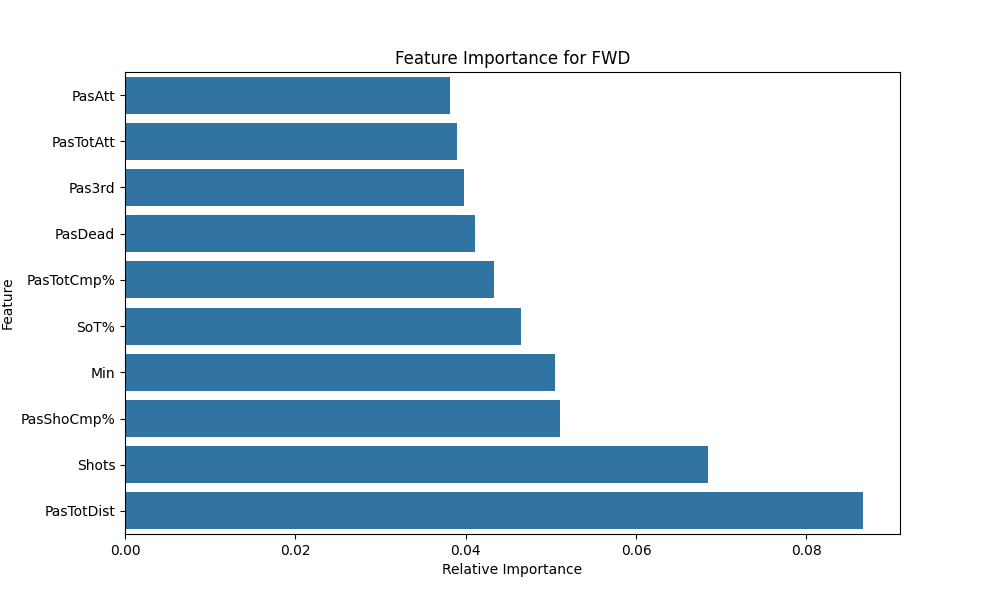 Feature Importance for FWD
PasAtt
PasTotAtt
Pas3rd
PasDead
PasTotCmp%
SoT%
Min
PasShoCmp%
Shots
PasTotDist
Feature
0.00 0.02 0.04 0.06 0.08
Relative Importance